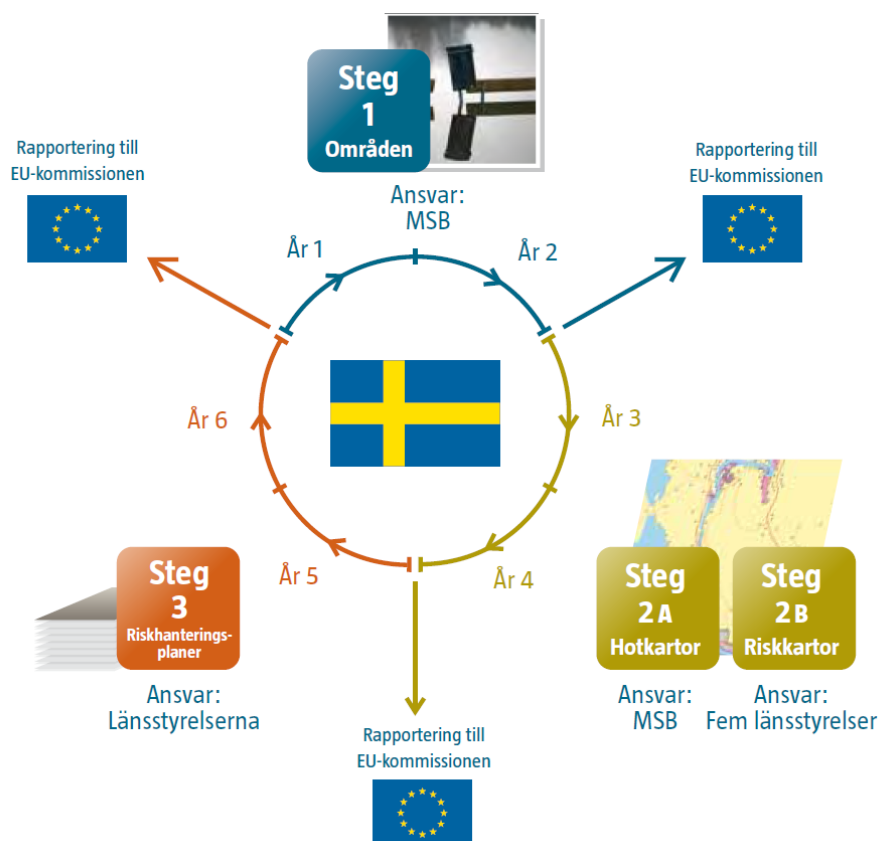 Steg
1
Områden
Ansvar:
MSB
Rapportering till
EU-kommissionen
Rapportering till
EU-kommissionen
År 1
År 2
År 3
År 4
År 5
År 6
Steg
2 A
Hotkartor
Ansvar:
MSB
Steg
2 B
Riskkartor
Ansvar:
Fem länsstyrelser
Steg
3
Riskhanterings-
planer
Ansvar:
Länsstyrelserna
Rapportering till
EU-kommissionen